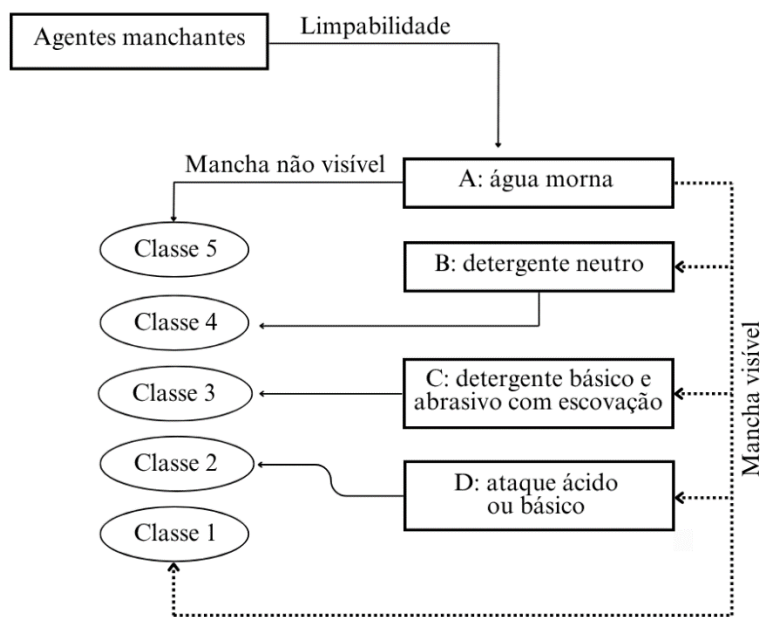 Agentes manchantes
Limpabilidade
Mancha não visível
A: água morna
Classe 5
B: detergente neutro
Classe 4
Classe 3
C: detergente básico e
abrasivo com escovação
Classe 2
D: ataque ácido
ou básico
Classe 1
Mancha visível